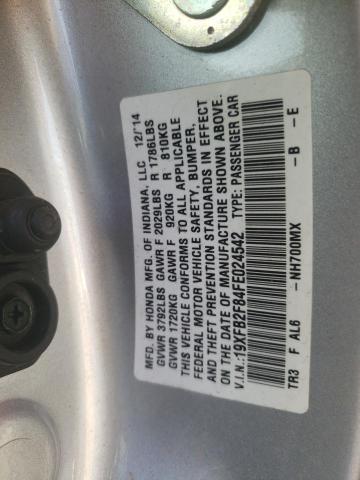 MFD. BY HONDA MFG. OF INDIANA, LLC 12/'14
GVWR 3792LBS GAWR F 2029LBS R 1786LBS
GVWR 1720KG GAWR F 920KG R 810KG
THIS VEHICLE CONFORMS TO ALL APPLICABLE
FEDERAL MOTOR VEHICLE SAFETY, BUMPER,
AND THEFT PREVENTION STANDARDS IN EFFECT
ON THE DATE OF MANUFACTURE SHOWN ABOVE.
V.I.N.:19XFB2F84FE024542 TYPE: PASSENGER CAR
TR3 F AL6 -NH700MX -B -E